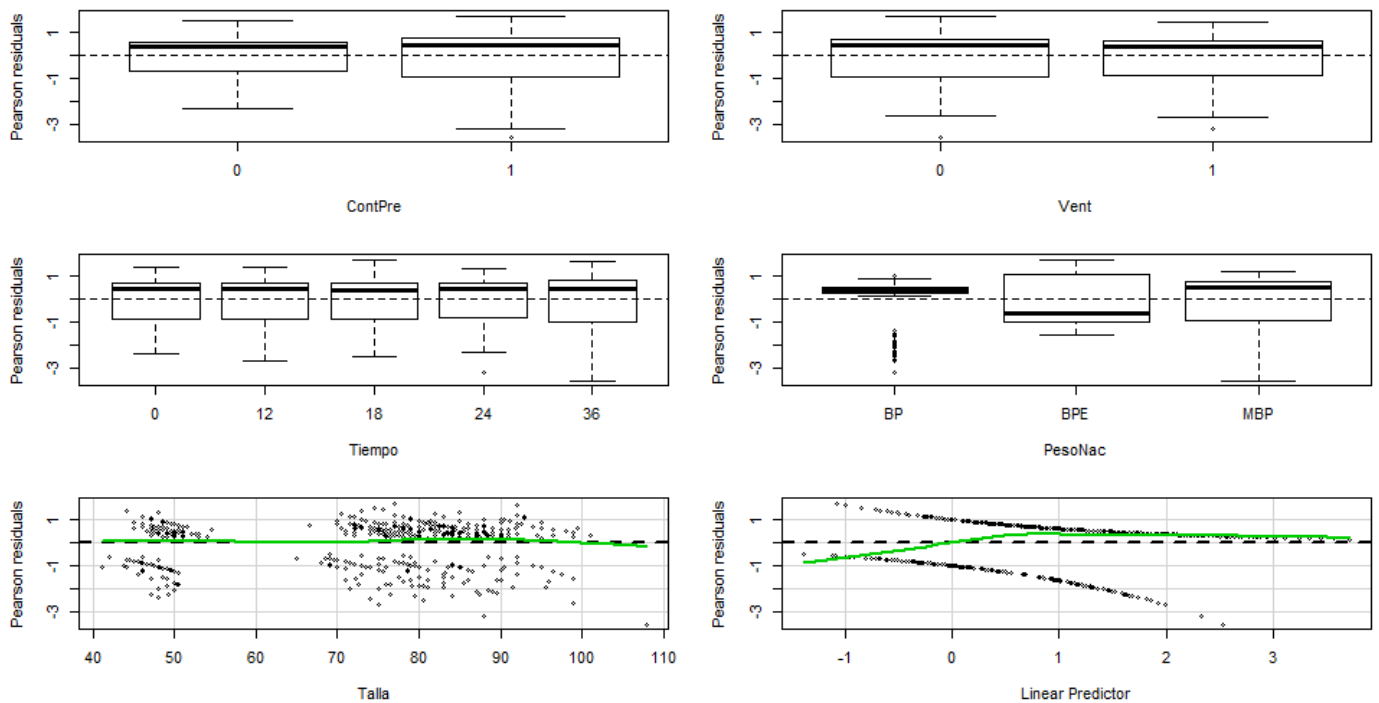 Pearson residuals
1
-1
-3
0 1
ContPre
Pearson residuals
1
-1
-3
0 1
Vent
Pearson residuals
1
-1
-3
0 12 18 24 36
Tiempo
Pearson residuals
1
-1
-3
BP BPE MBP
PesoNac
Pearson residuals
1
-1
-3
40 50 60 70 80 90 100 110
Talla
Pearson residuals
1
-1
-3
-1 0 1 2 3
Linear Predictor